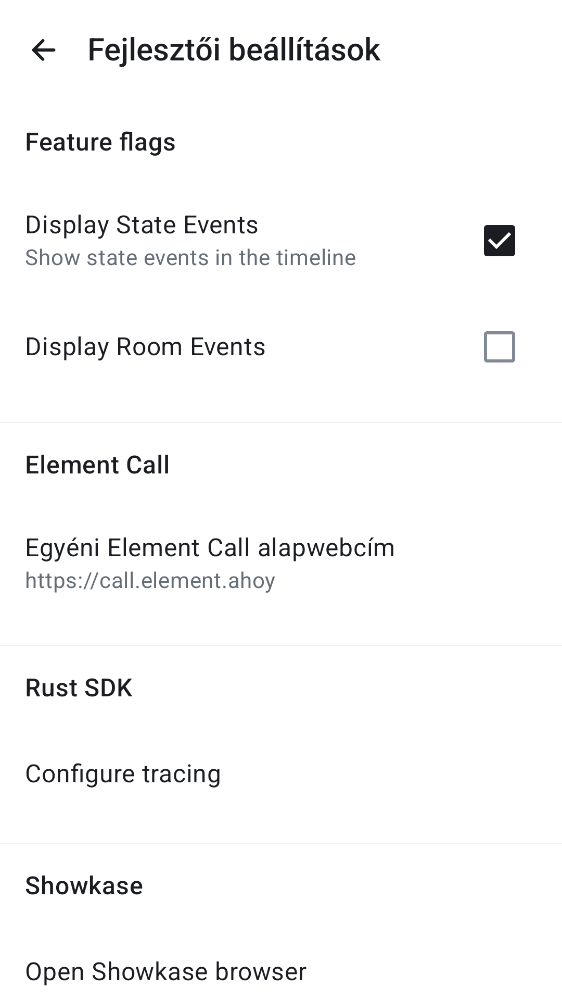 Fejlesztői beállítások
Feature flags
Display State Events
Show state events in the timeline
Display Room Events
Element Call
Egyéni Element Call alapwebcím
https://call.element.ahoy
Rust SDK
Configure tracing
Showkase
Open Showkase browser